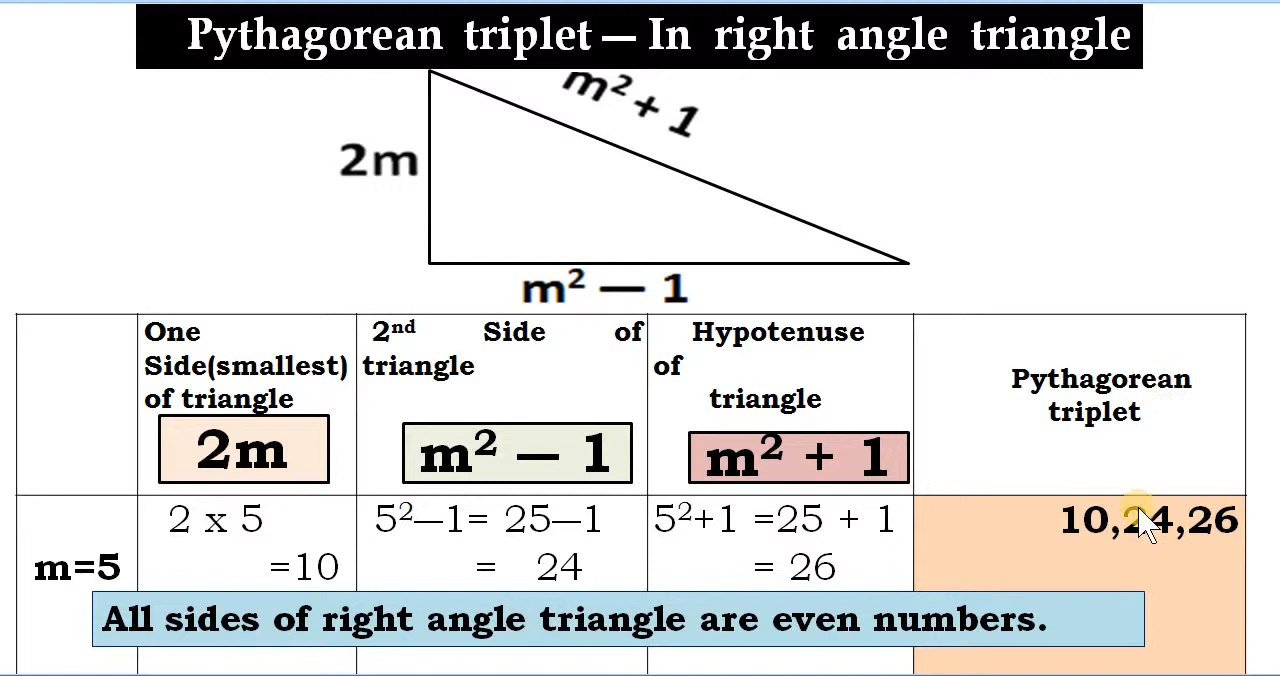 Pythagorean triplet — In right angle triangle
m²+ 1
2m
m² — 1
One Side(smallest) of triangle
2m
2ⁿᵈ Side of triangle
m² — 1
Hypotenuse of triangle
m² + 1
Pythagorean triplet
m=5
2 x 5
=10
5²—1= 25—1
= 24
5²+1 =25 + 1
= 26
10,24,26
All sides of right angle triangle are even numbers.